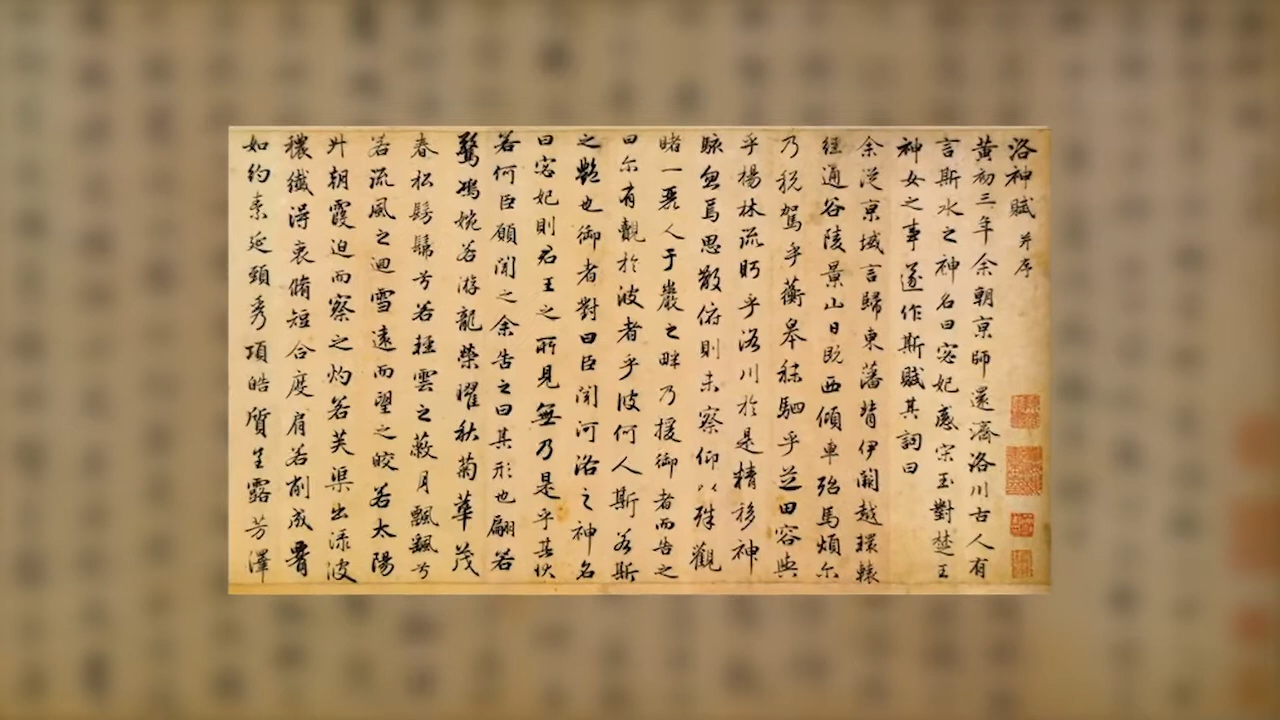 洛神賦 并序
黃初三年余朝京師還濟洛川古人有
言斯水之神名曰宓妃感宋玉對楚王
神女之事遂作斯賦其詞曰
余從京域言歸東藩背伊闕越轘轅
經通谷陵景山日既西傾車殆馬煩尓
乃稅駕乎蘅皋秣駟乎芝田容與
乎楊林流眄乎洛川於是精移神
駭忽焉思散俯則未察仰以殊觀
睹一麗人于巖之畔乃援御者而告之
曰尓有覿於彼者乎彼何人斯若斯
之艷也御者對曰臣聞河洛之神名
曰宓妃則君王之所見無乃是乎其狀
若何臣願聞之余告之曰其形也翩若
驚鴻婉若游龍榮曜秋菊華茂
春松髣髴兮若輕雲之蔽月飄飄兮
若流風之迴雪遠而望之皎若太陽
升朝霞迫而察之灼若芙渠出淥波
穠纖得衷脩短合度肩若削成腰
如約素延頸秀項皓質呈露芳澤